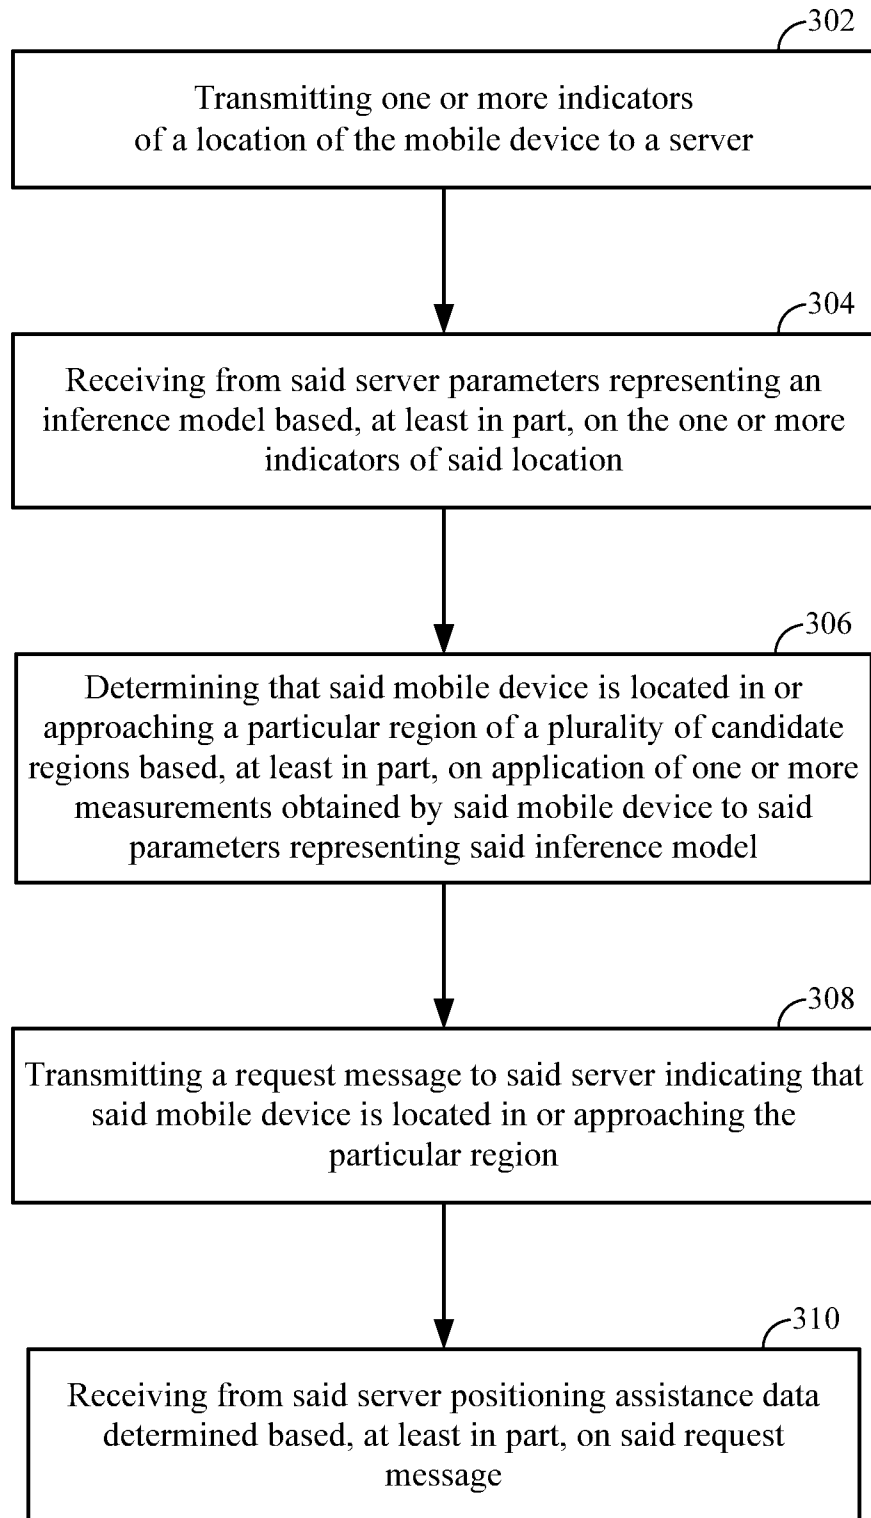 302
Transmitting one or more indicators
of a location of the mobile device to a server
304
Receiving from said server parameters representing an
inference model based, at least in part, on the one or more
indicators of said location
306
Determining that said mobile device is located in or
approaching a particular region of a plurality of candidate
regions based, at least in part, on application of one or more
measurements obtained by said mobile device to said
parameters representing said inference model
308
Transmitting a request message to said server indicating that
said mobile device is located in or approaching the
particular region
310
Receiving from said server positioning assistance data
determined based, at least in part, on said request
message